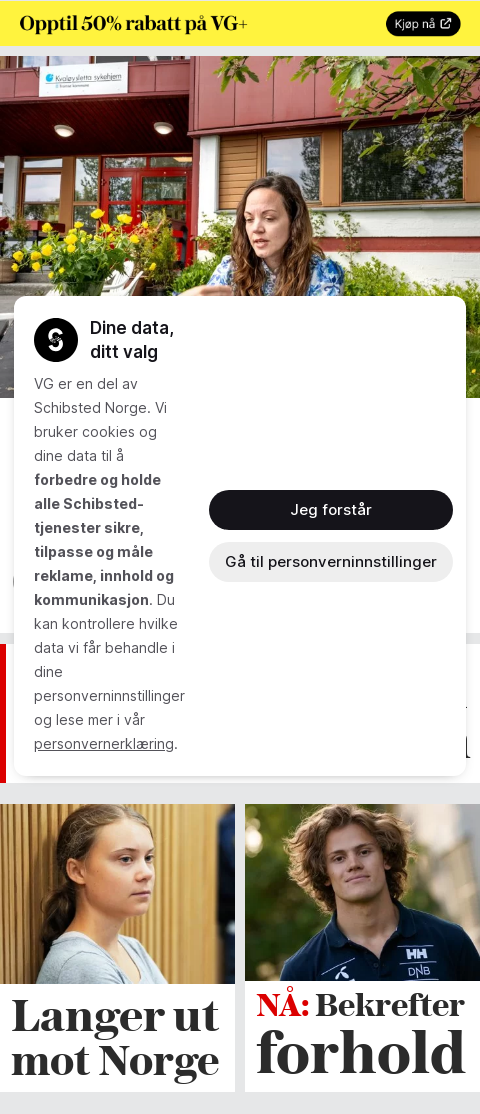 Opptil 50% rabatt på VG+
Kjøp nå
Kvaløysletta sykehjem
Dine data,
ditt valg
VG er en del av
Schibsted Norge. Vi
bruker cookies og
dine data til å
forbedre og holde
alle Schibsted-
tjenester sikre,
tilpasse og måle
reklame, innhold og
kommunikasjon. Du
kan kontrollere hvilke
data vi får behandle i
dine
personverninnstillinger
og lese mer i vår
personvernerklæring.
Jeg forstår
Gå til personverninnstillinger
HH
DNB
Langer ut
mot Norge
NÅ: Bekrefter
forhold